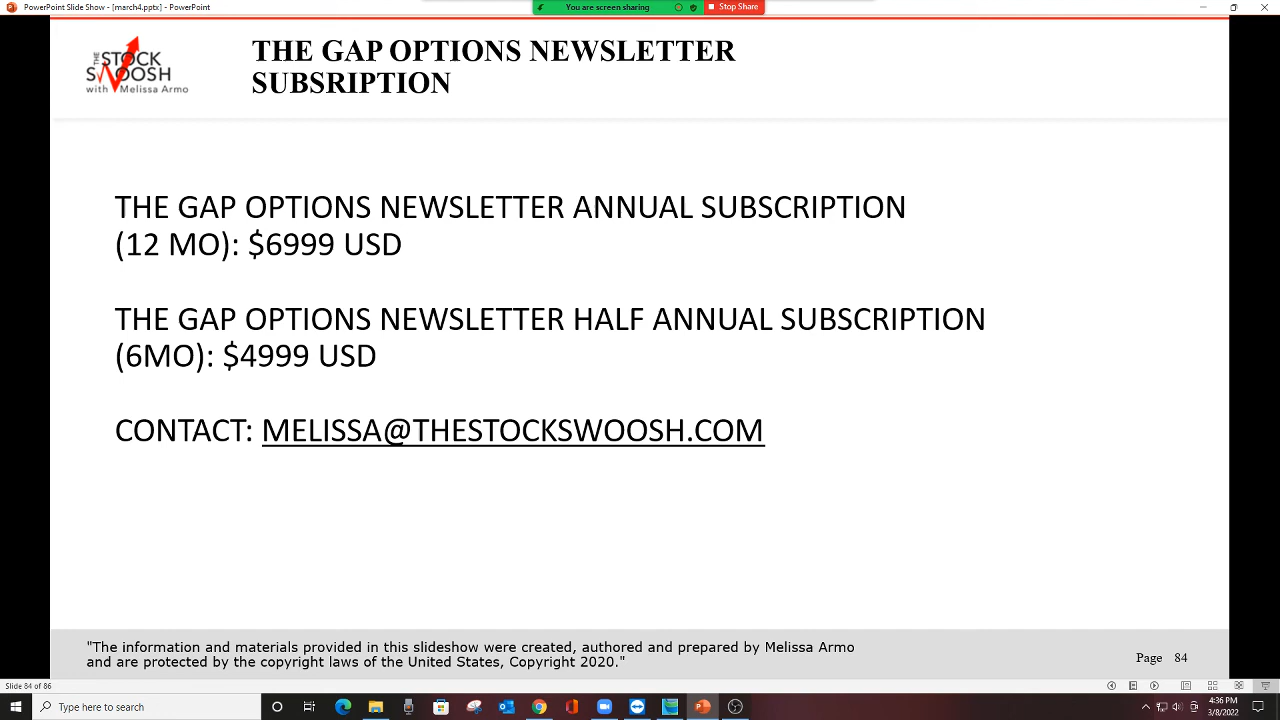 PowerPoint Slide Show - [march4.pptx] - PowerPoint
You are screen sharing
Stop Share
THE STOCK
SWOOSH
with Melissa Armo
THE GAP OPTIONS NEWSLETTER
SUBSRIPTION
THE GAP OPTIONS NEWSLETTER ANNUAL SUBSCRIPTION
(12 MO): $6999 USD
THE GAP OPTIONS NEWSLETTER HALF ANNUAL SUBSCRIPTION
(6MO): $4999 USD
CONTACT: MELISSA@THESTOCKSWOOSH.COM
"The information and materials provided in this slideshow were created, authored and prepared by Melissa Armo
and are protected by the copyright laws of the United States, Copyright 2020."
Page 84
Slide 84 of 86
Type here to search
4:36 PM
3/8/2022